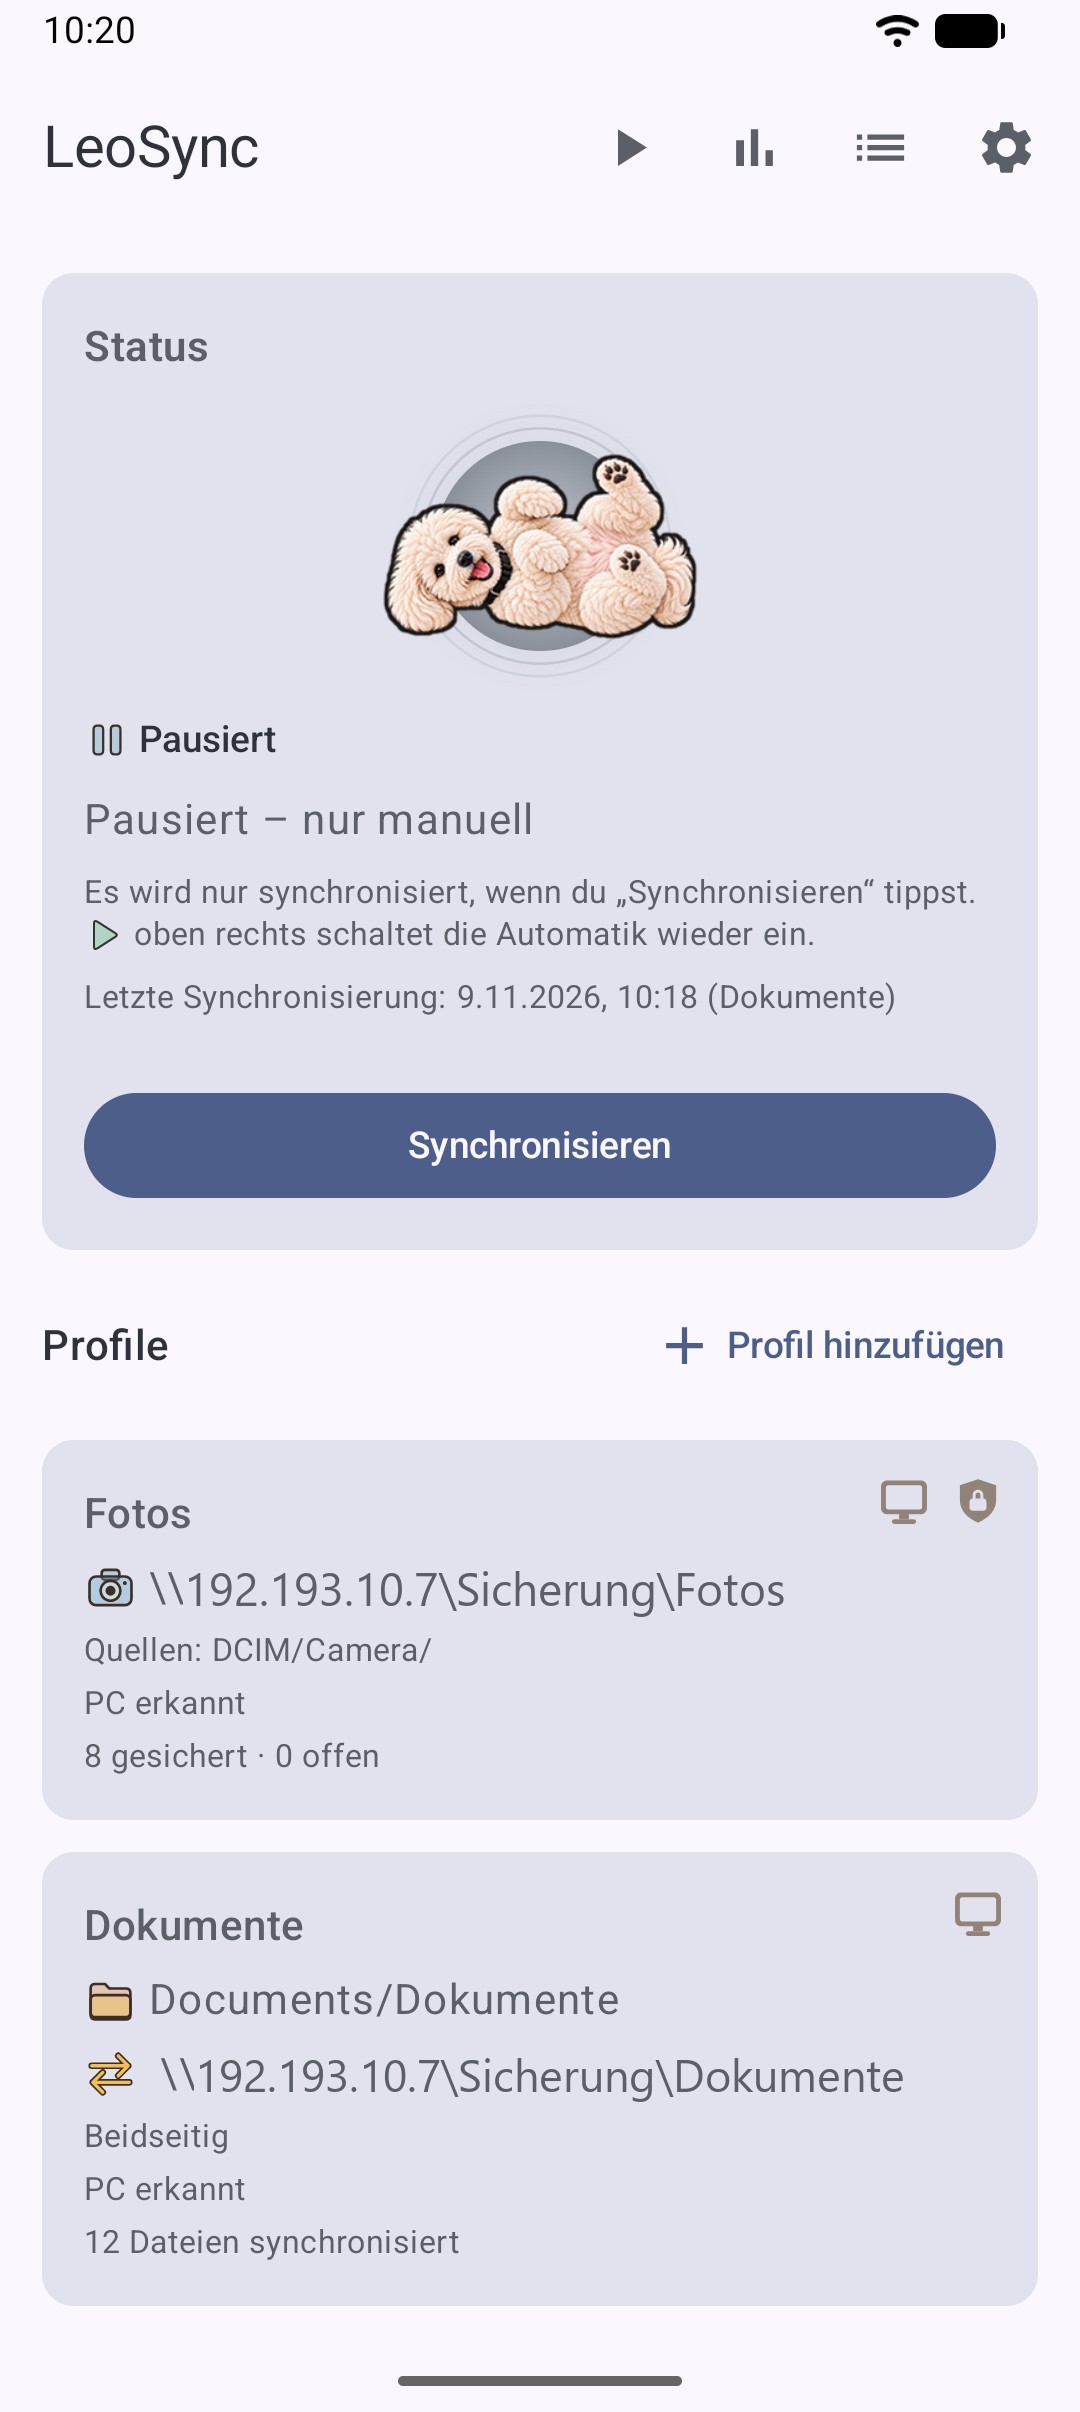 10:20
LeoSync
Status
Pausiert
Pausiert – nur manuell
Es wird nur synchronisiert, wenn du „Synchronisieren“ tippst.
oben rechts schaltet die Automatik wieder ein.
Letzte Synchronisierung: 9.11.2026, 10:18 (Dokumente)
Synchronisieren
Profile
Profil hinzufügen
Fotos
\\192.193.10.7\Sicherung\Fotos
Quellen: DCIM/Camera/
PC erkannt
8 gesichert · 0 offen
Dokumente
Documents/Dokumente
\\192.193.10.7\Sicherung\Dokumente
Beidseitig
PC erkannt
12 Dateien synchronisiert